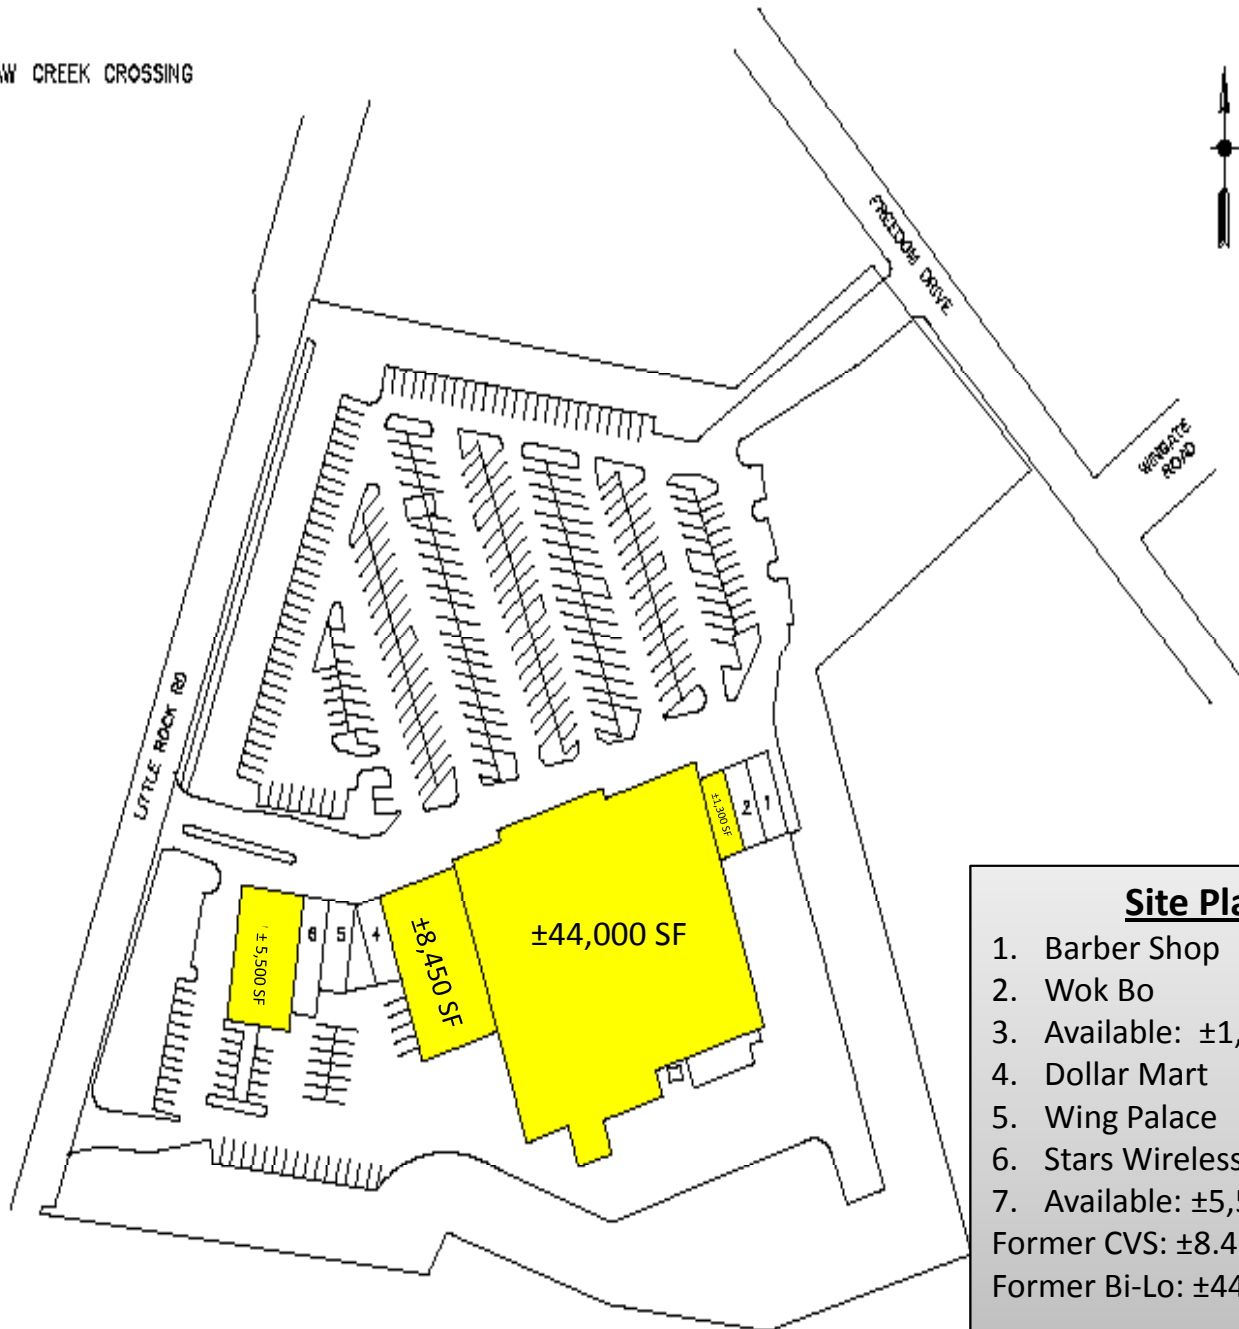 CREEK CROSSING
FREEDOM DRIVE
WINGATE
ROAD
LITTLE ROCK RD
±1,300 SF
2
1
±44,000 SF
±8,450 SF
4
5
6
±5,500 SF
Site Pla
1. Barber Shop
2. Wok Bo
3. Available: ±1,
4. Dollar Mart
5. Wing Palace
6. Stars Wireless
7. Available: ±5,5
Former CVS: ±8.4
Former Bi-Lo: ±44